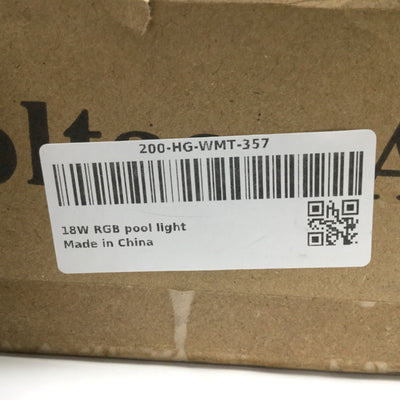 200-HG-WMT-357
18W RGB pool light
Made in China